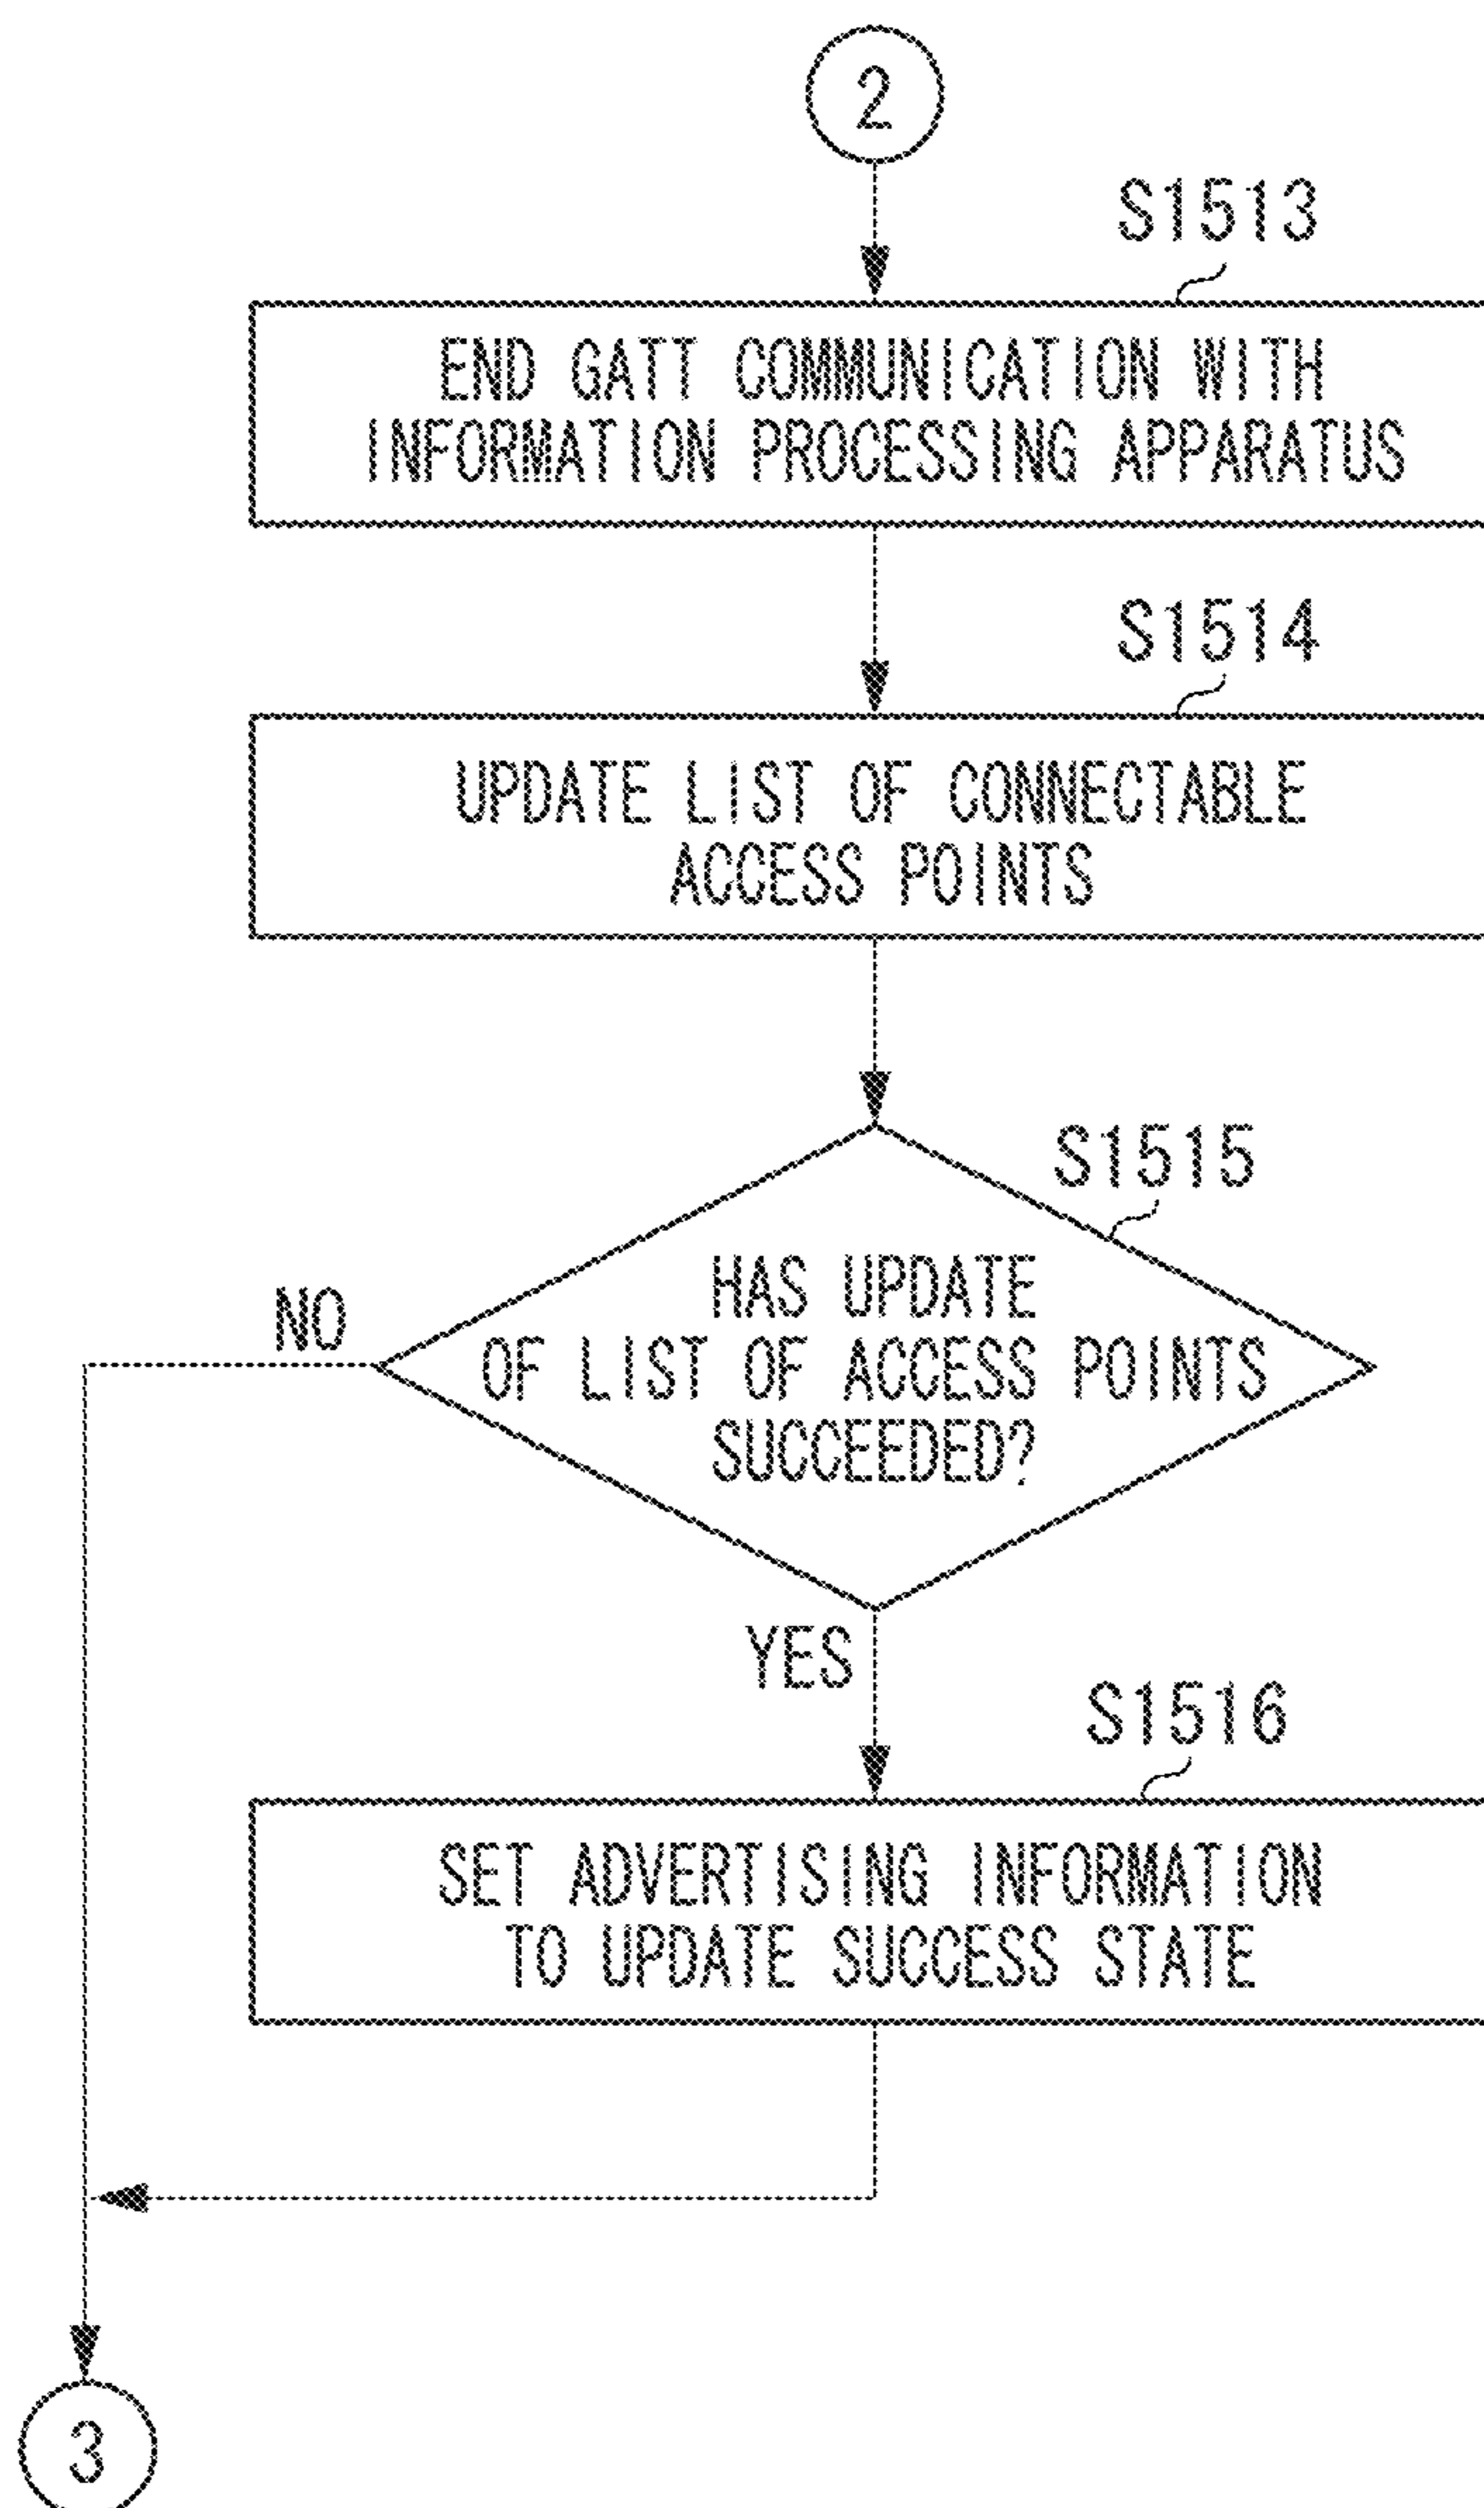 2
S1513
END GATT COMMUNICATION WITH
INFORMATION PROCESSING APPARATUS
S1514
UPDATE LIST OF CONNECTABLE
ACCESS POINTS
S1515
HAS UPDATE
OF LIST OF ACCESS POINTS
SUCCEEDED?
NO
YES
S1516
SET ADVERTISING INFORMATION
TO UPDATE SUCCESS STATE
3